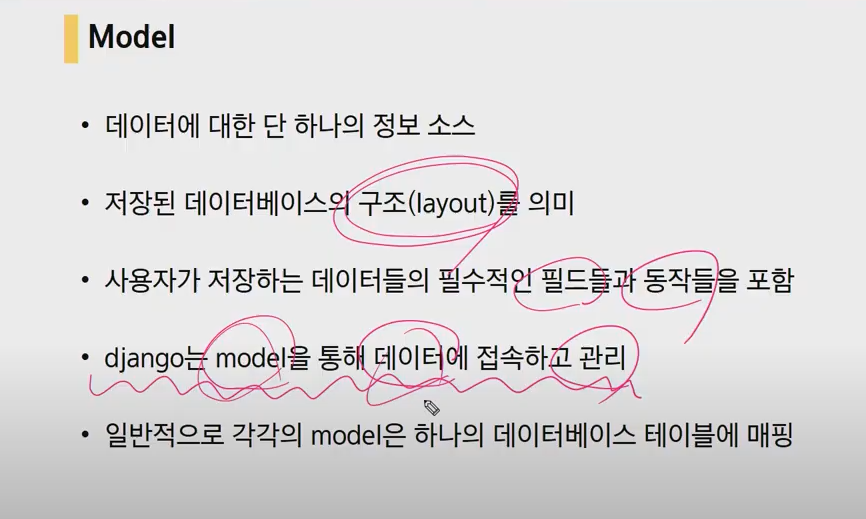 Model
• 데이터에 대한 단 하나의 정보 소스
• 저장된 데이터베이스의 구조(layout)를 의미
• 사용자가 저장하는 데이터들의 필수적인 필드들과 동작들을 포함
• django는 model을 통해 데이터에 접속하고 관리
• 일반적으로 각각의 model은 하나의 데이터베이스 테이블에 매핑